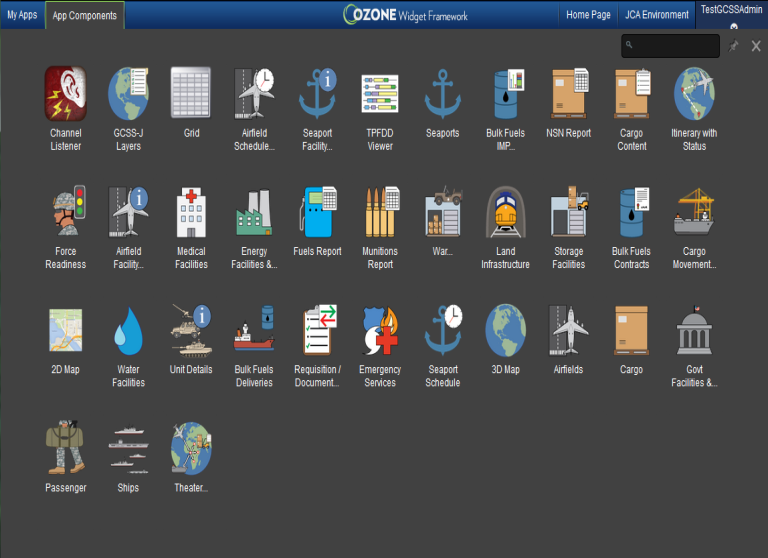 My Apps
App Components
OZONE Widget Framework
Home Page
JCA Environment
TestGCSSAdmin
Channel
Listener
GCSS-J
Layers
Grid
Airfield
Schedule...
Seaport
Facility...
TPFDD
Viewer
Seaports
Bulk Fuels
IMP...
NSN Report
Cargo
Content
Itinerary with
Status
Force
Readiness
Airfield
Facility...
Medical
Facilities
Energy
Facilities &...
Fuels Report
Munitions
Report
War...
Land
Infrastructure
Storage
Facilities
Bulk Fuels
Contracts
Cargo
Movement...
2D Map
Water
Facilities
Unit Details
Bulk Fuels
Deliveries
Requisition /
Document...
Emergency
Services
Seaport
Schedule
3D Map
Airfields
Cargo
Govt
Facilities &...
Passenger
Ships
Theater...